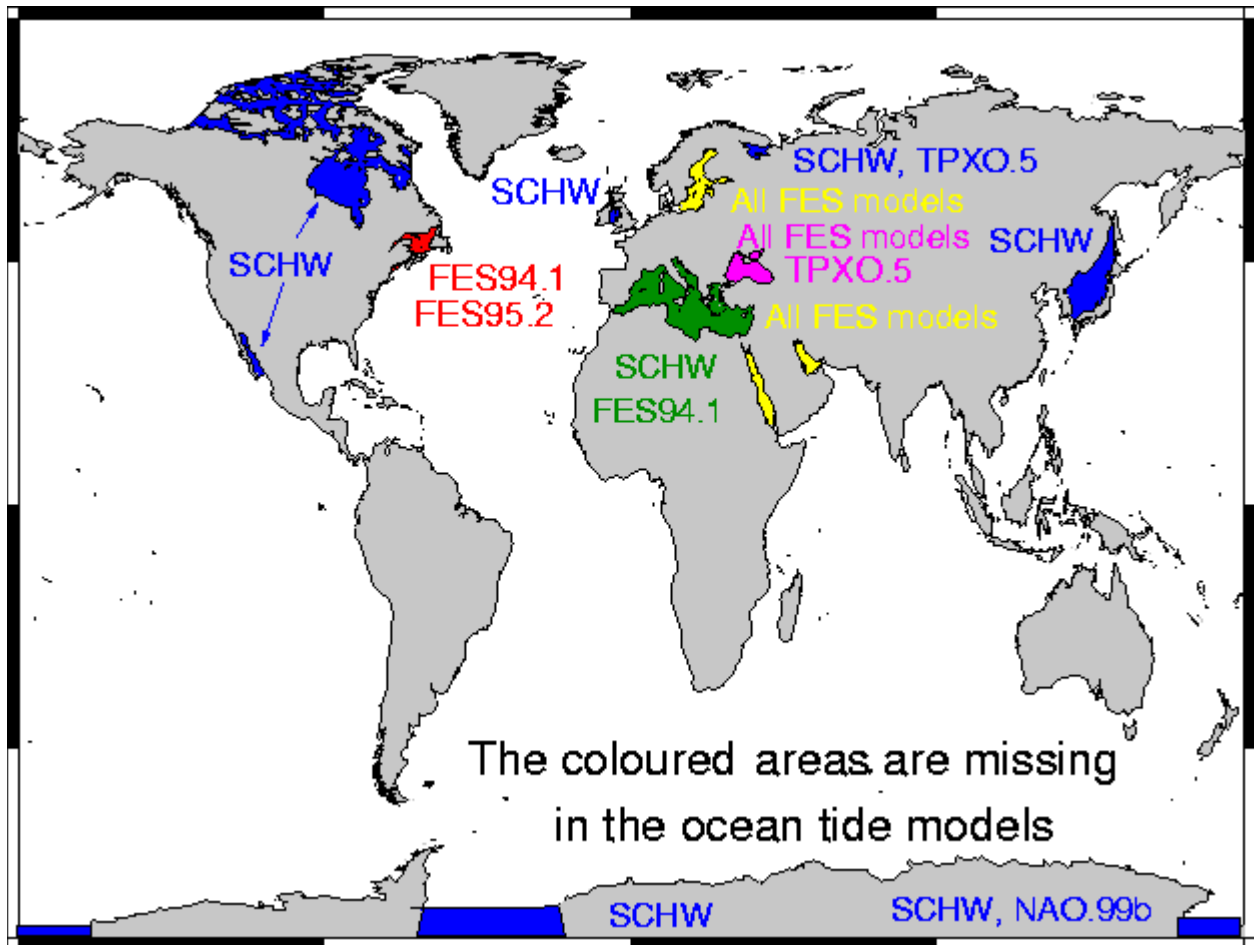 SCHW, TPXO.5
SCHW
All FES models
All FES models
SCHW
SCHW
TPXO.5
FES94.1
FES95.2
All FES models
SCHW
FES94.1
The coloured areas are missing
in the ocean tide models
SCHW
SCHW, NAO.99b